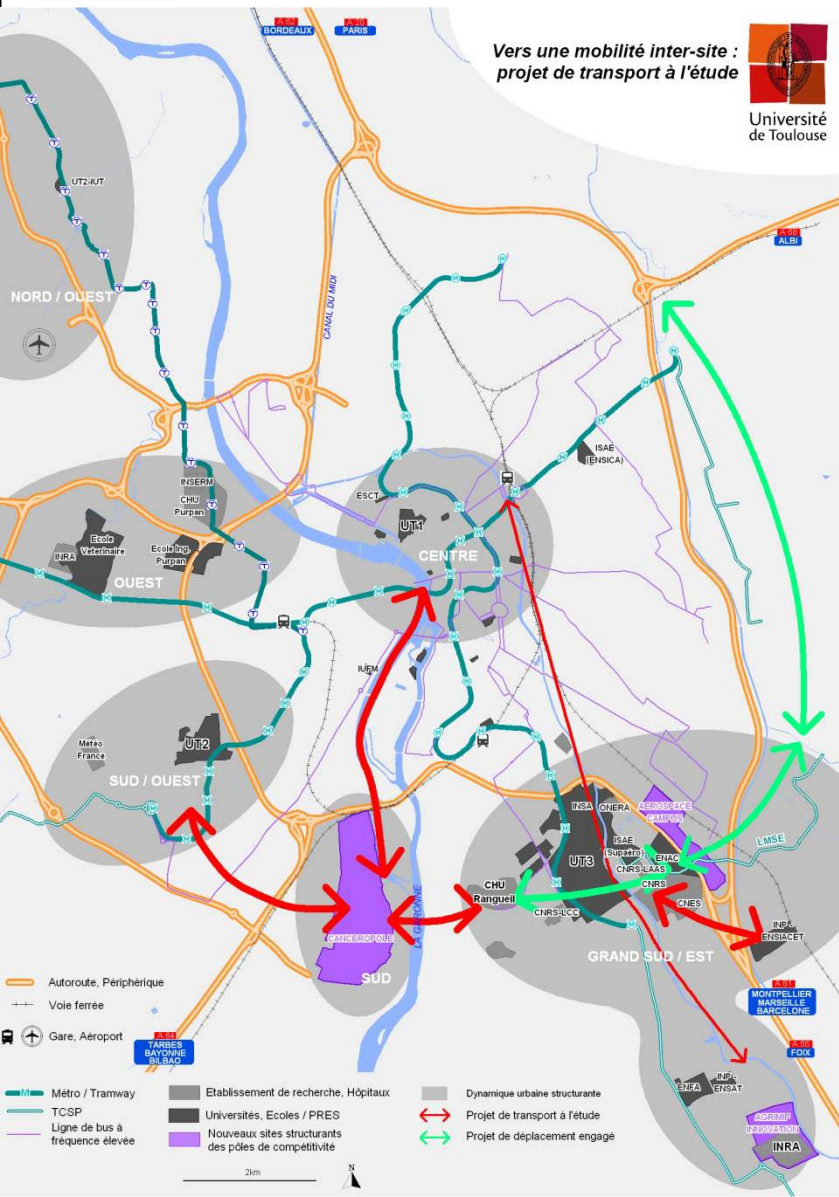 A 62
BORDEAUX
A 20
PARIS
Vers une mobilité inter-site :
projet de transport à l'étude
Université
de Toulouse
UT2-IUT
A 68
ALBI
NORD / OUEST
CANAL DU MIDI
ISAE
(ENSICA)
INSERM
CHU
Purpan
ESCT
UT1
Ecole
Veterinaire
INRA
Ecole Ing.
Purpan
CENTRE
OUEST
IUFM
UT2
Meteo
France
SUD / OUEST
INSA
ONERA
AEROSPACE
CAMPUS
ISAE
(Supaero)
ENAC
LMSE
UT3
CNRS-LAAS
CNRS
CHU
Rangueil
CNES
CNRS-LCC
INP -
ENSIACET
LA GARONNE
CANCEROPOLE
SUD
GRAND SUD / EST
Autoroute, Périphérique
Voie ferrée
Gare, Aéroport
A 64
TARBES
BAYONNE
BILBAO
A 61
MONTPELLIER
MARSEILLE
BARCELONE
A 66
FOIX
ENFA
INP -
ENSAT
AGRIMIP
INNOVATION
INRA
M Métro / Tramway
TCSP
Ligne de bus à
fréquence élevée
Etablissement de recherche, Hôpitaux
Universités, Ecoles / PRES
Nouveaux sites structurants
des pôles de compétivité
Dynamique urbaine structurante
Projet de transport à l'étude
Projet de déplacement engagé
2km
N